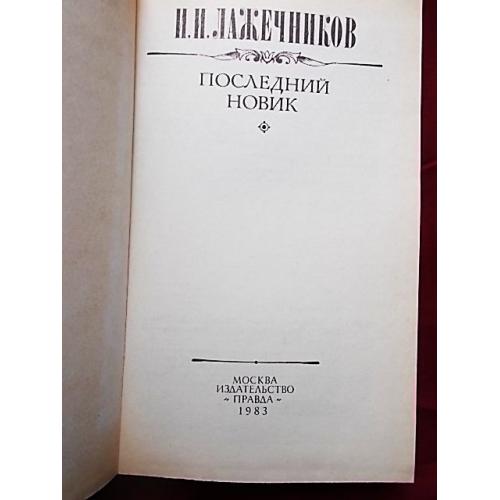 И.И.ЛАЖЕЧНИКОВ
ПОСЛЕДНИЙ
НОВИК
МОСКВА
ИЗДАТЕЛЬСТВО
«ПРАВДА»
1983